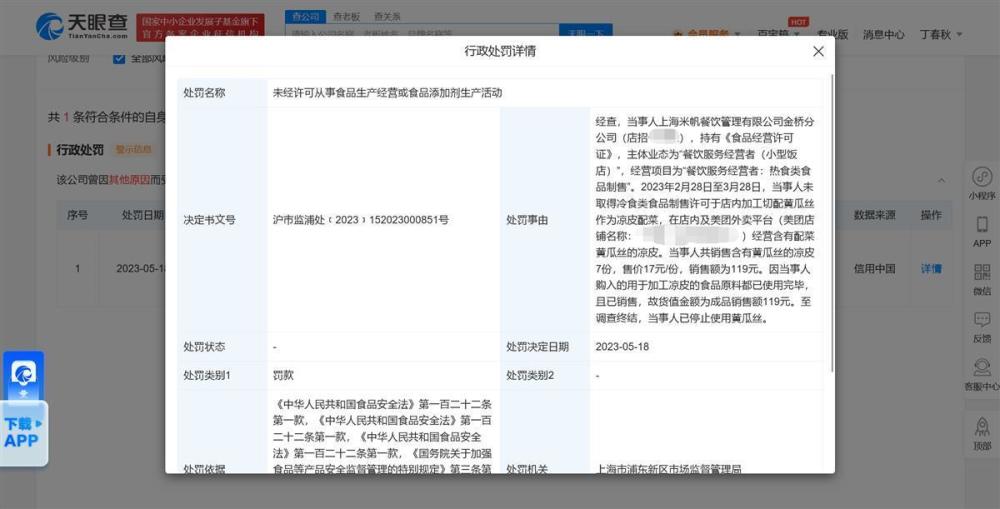 天眼查
TianYanCha.com
国家中小企业发展子基金旗下
官方备案企业征信机构
查公司 查老板 查关系
天眼一下
会员服务
百宝箱
HOT
专业版
消息中心
丁春秋
风险级别
全部风
共 1 条符合条件的自身
行政处罚 警示信息
该公司曾因其他原因而受
序号
处罚日期
数据来源
操作
1
2023-05-18
信用中国
详情
行政处罚详情
处罚名称
未经许可从事食品生产经营或食品添加剂生产活动
决定书文号
沪市监浦处﹝2023﹞152023000851号
处罚事由
经查，当事人上海米帆餐饮管理有限公司金桥分
公司（店招 ），持有《食品经营许可
证》，主体业态为“餐饮服务经营者（小型饭
店）”，经营项目为“餐饮服务经营者：热食类食
品制售”。2023年2月28日至3月28日，当事人未
取得冷食类食品制售许可于店内加工切配黄瓜丝
作为凉皮配菜，在店内及美团外卖平台（美团店
铺名称： ）经营含有配菜
黄瓜丝的凉皮。当事人共销售含有黄瓜丝的凉皮
7份，售价17元/份，销售额为119元。因当事人
购入的用于加工凉皮的食品原料都已使用完毕，
且已销售，故货值金额为成品销售额119元。至
调查终结，当事人已停止使用黄瓜丝。
处罚状态
-
处罚决定日期
2023-05-18
处罚类别1
罚款
处罚类别2
-
处罚依据
《中华人民共和国食品安全法》第一百二十二条
第一款，《中华人民共和国食品安全法》第一百
二十二条第一款，《中华人民共和国食品安全
法》第一百二十二条第一款，《国务院关于加强
食品等产品安全监督管理的特别规定》第三条第
处罚机关
上海市浦东新区市场监督管理局
小程序
APP
微信
反馈
客服中心
顶部
下载
APP